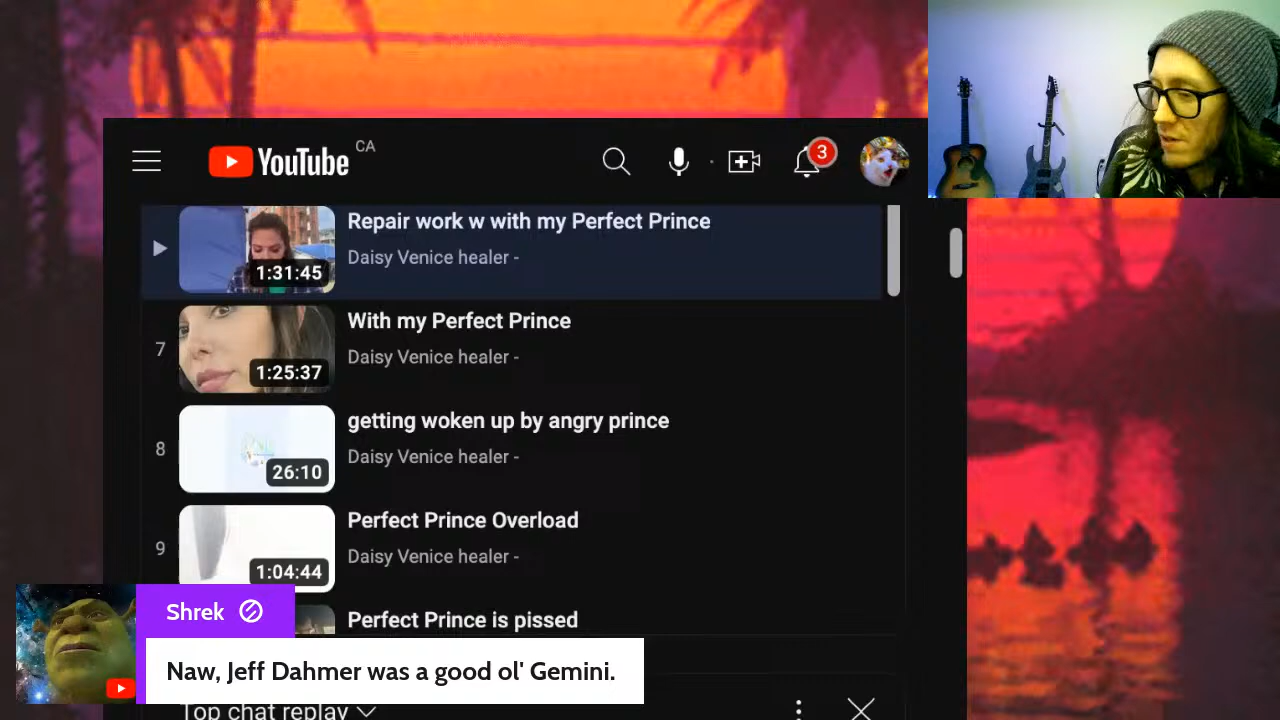 YouTube CA
3
Repair work w with my Perfect Prince
Daisy Venice healer -
1:31:45
7
With my Perfect Prince
Daisy Venice healer -
1:25:37
8
getting woken up by angry prince
Daisy Venice healer -
26:10
9
Perfect Prince Overload
Daisy Venice healer -
1:04:44
Perfect Prince is pissed
Shrek
Naw, Jeff Dahmer was a good ol' Gemini.
Top chat replay